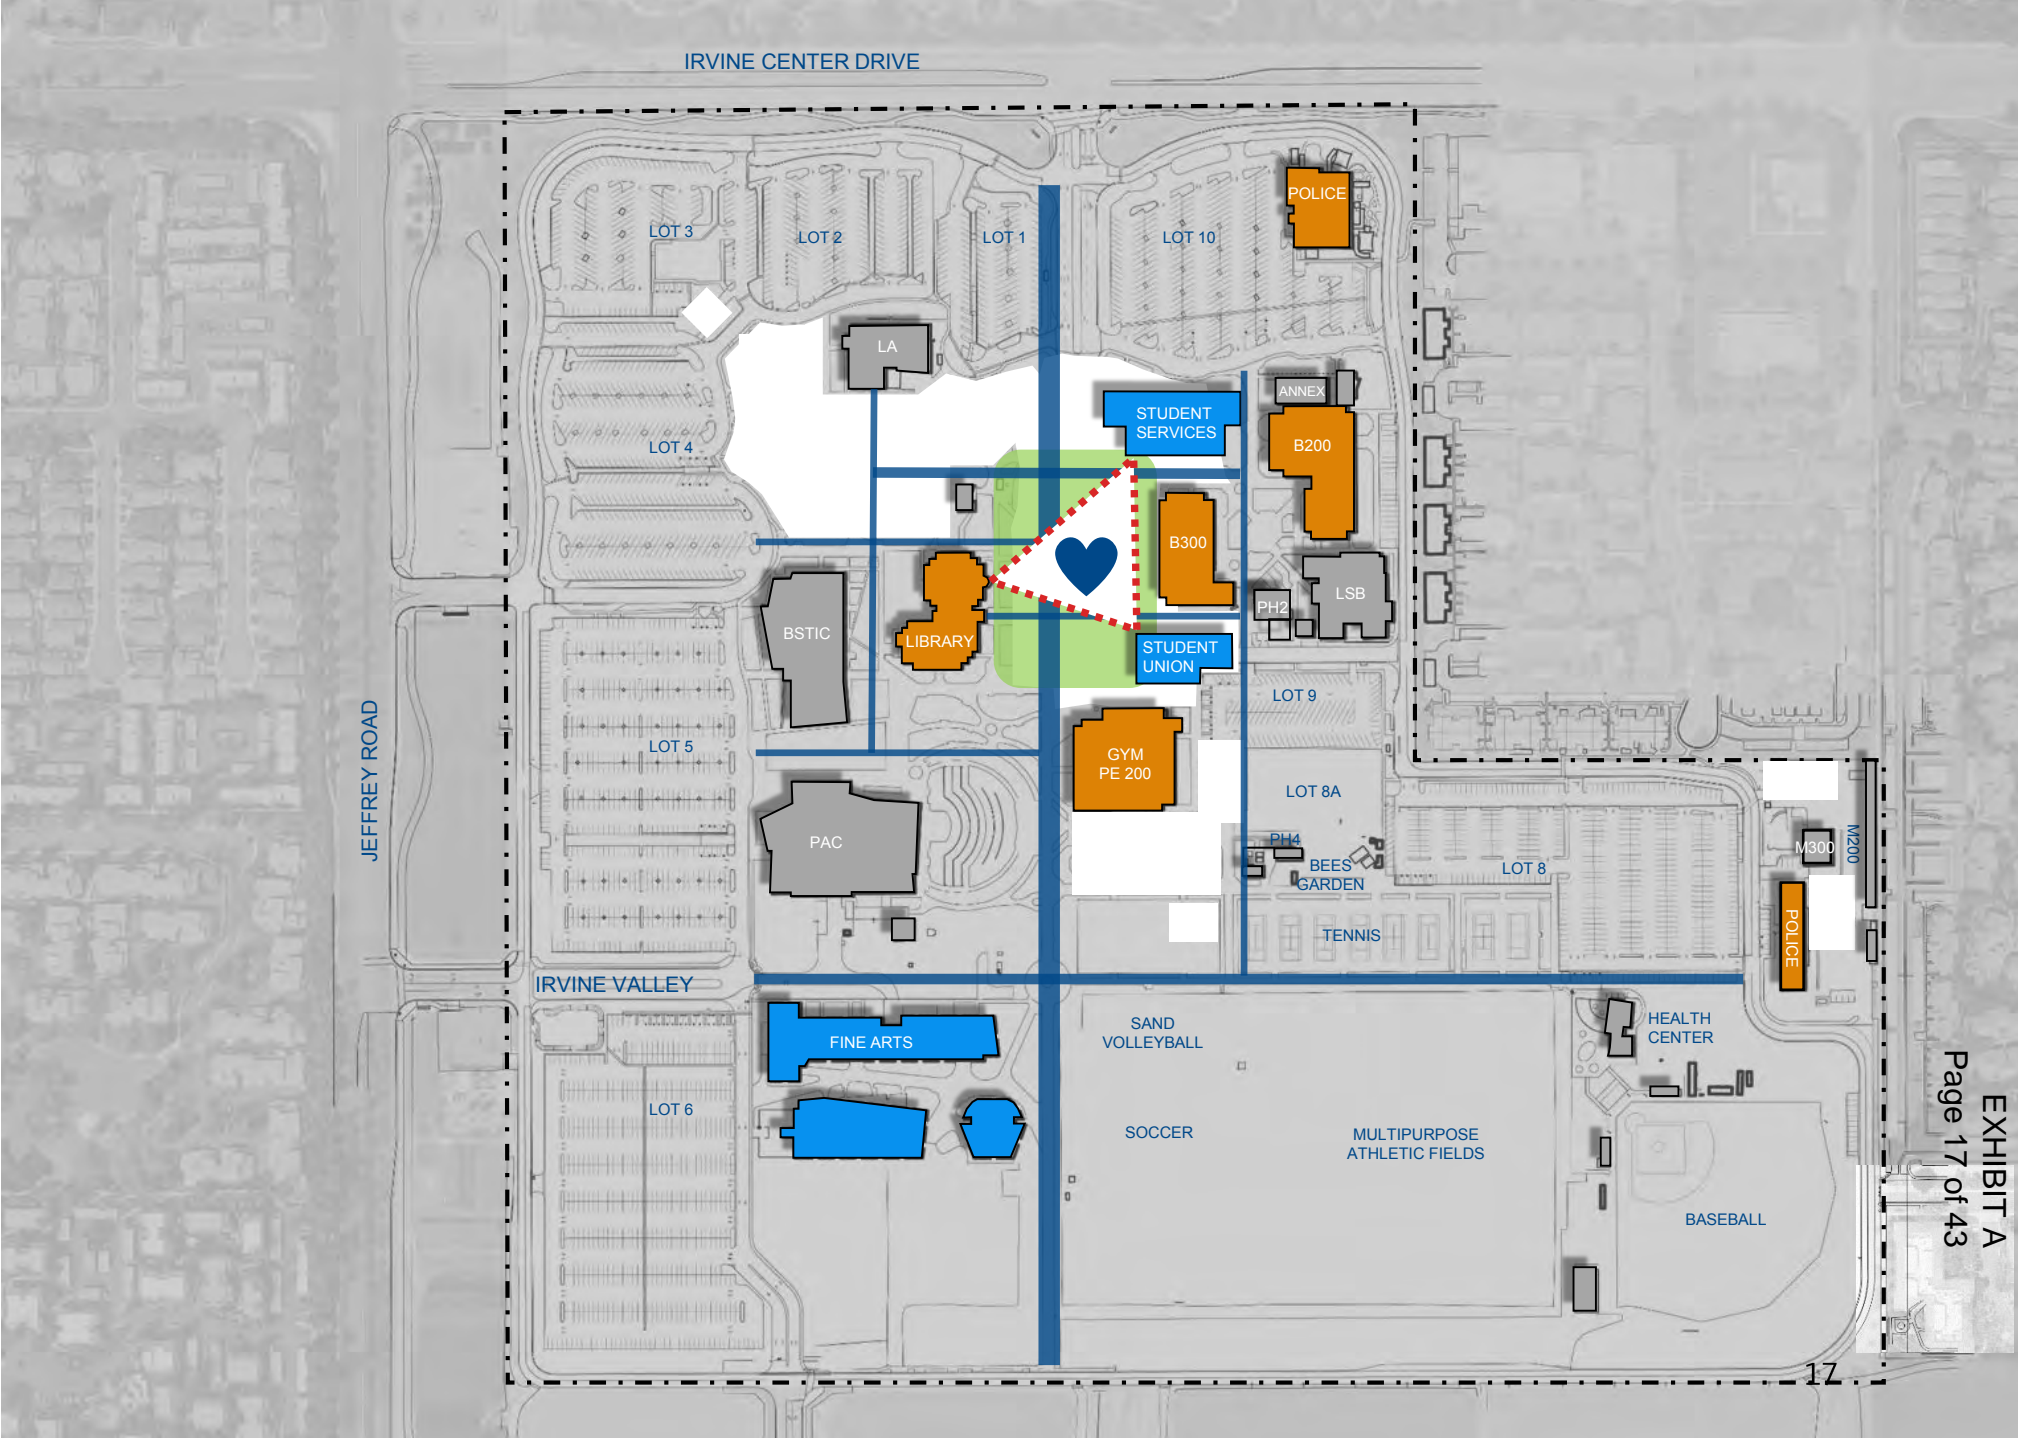 IRVINE CENTER DRIVE
POLICE
LOT 3
LOT 2
LOT 1
LOT 10
LA
ANNEX
STUDENT
SERVICES
B200
LOT 4
B300
LSB
PH2
BSTIC
LIBRARY
STUDENT
UNION
LOT 9
JEFFREY ROAD
LOT 5
GYM
PE 200
LOT 8A
PAC
PH4
BEES
GARDEN
LOT 8
M300
M200
TENNIS
POLICE
IRVINE VALLEY
FINE ARTS
SAND
VOLLEYBALL
HEALTH
CENTER
LOT 6
SOCCER
MULTIPURPOSE
ATHLETIC FIELDS
BASEBALL
EXHIBIT A
Page 17 of 43
17